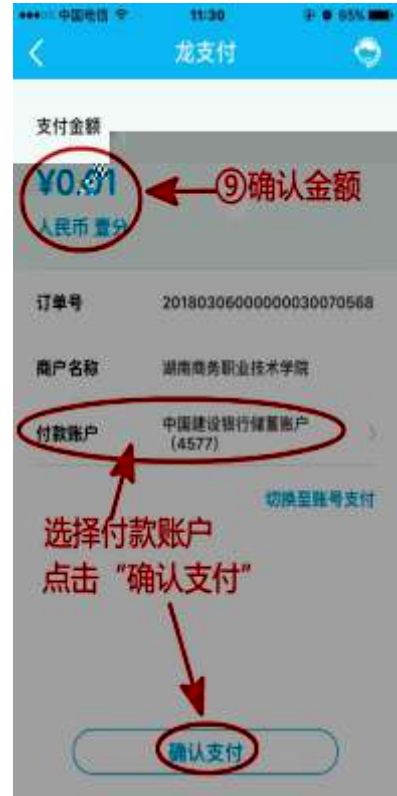 中国电信 11:30 65%
龙支付
支付金额
¥0.01
⑨确认金额
人民币 壹分
订单号 20180306000000030070568
商户名称 湖南商务职业技术学院
付款账户 中国建设银行储蓄账户
(4577)
切换至账号支付
选择付款账户
点击“确认支付”
确认支付